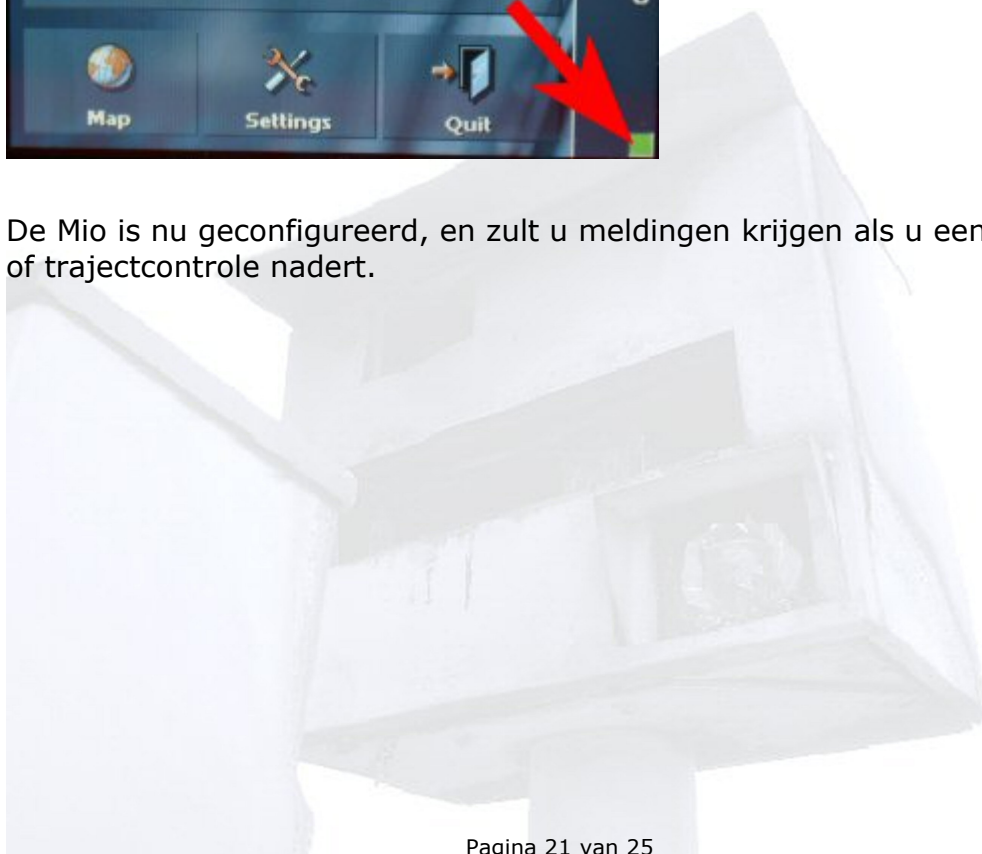 Map Settings Quit
De Mio is nu geconfigureerd, en zult u meldingen krijgen als u een
of trajectcontrole nadert.
Pagina 21 van 25